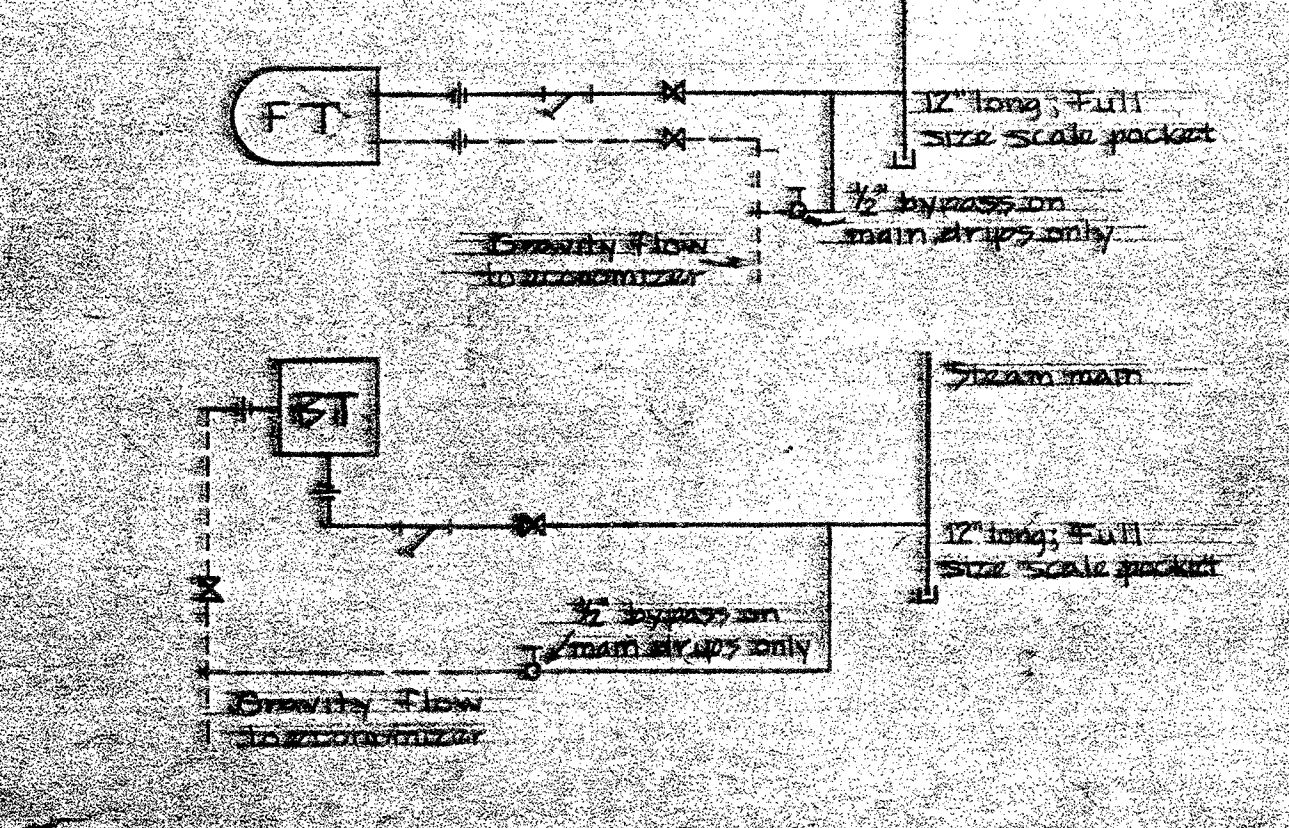 FT
12" long; Full
size scale pocket
1/2" bypass on
main drips only
Gravity Flow
to economizer
Steam main
BT
12" long; Full
size scale pocket
1/2" bypass on
main drips only
Gravity Flow
to economizer